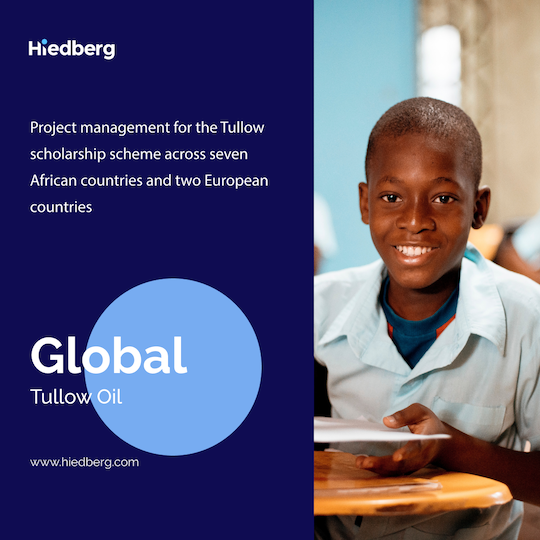 Hiedberg
Project management for the Tullow
scholarship scheme across seven
African countries and two European
countries
Global
Tullow Oil
www.hiedberg.com